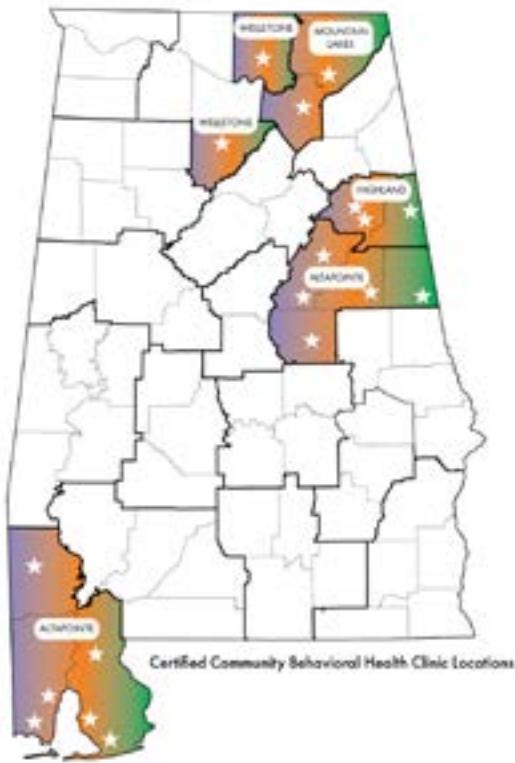 WELLSTONE
MOUNTAIN
LAKES
WELLSTONE
HIGHLAND
ALTAPOINTE
ALTAPOINTE
Certified Community Behavioral Health Clinic Locations